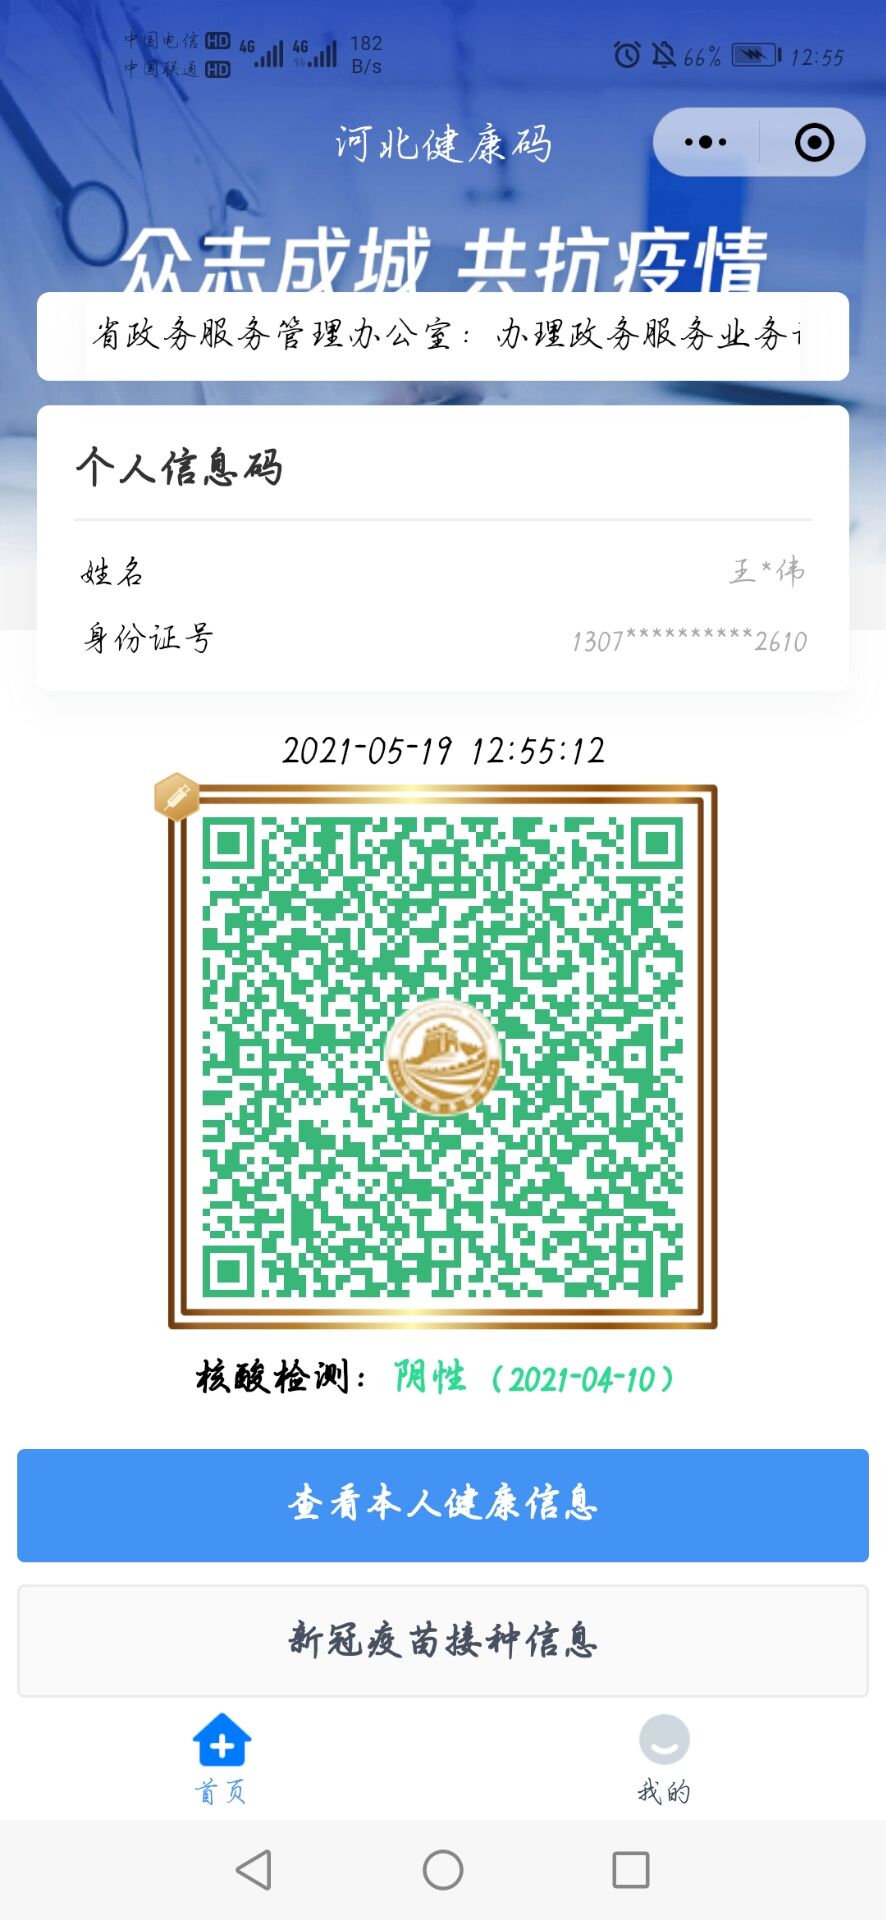 中国电信 HD 4G 4G 182 B/s
中国联通 HD
66% 12:55
河北健康码
众志成城 共抗疫情
省政务服务管理办公室：办理政务服务业务
个人信息码
姓名 王*伟
身份证号 1307**********2610
2021-05-19 12:55:12
核酸检测：阴性（2021-04-10）
查看本人健康信息
新冠疫苗接种信息
首页 我的